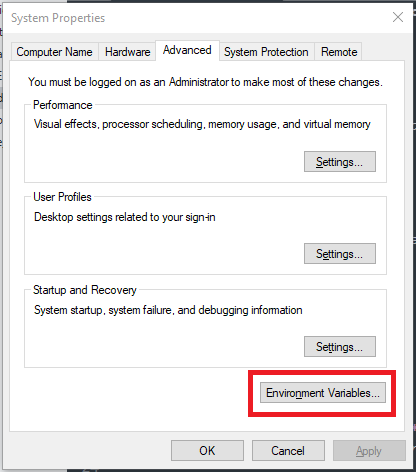 System Properties
Computer Name Hardware Advanced System Protection Remote
You must be logged on as an Administrator to make most of these changes.
Performance
Visual effects, processor scheduling, memory usage, and virtual memory
Settings...
User Profiles
Desktop settings related to your sign-in
Settings...
Startup and Recovery
System startup, system failure, and debugging information
Settings...
Environment Variables...
OK Cancel Apply